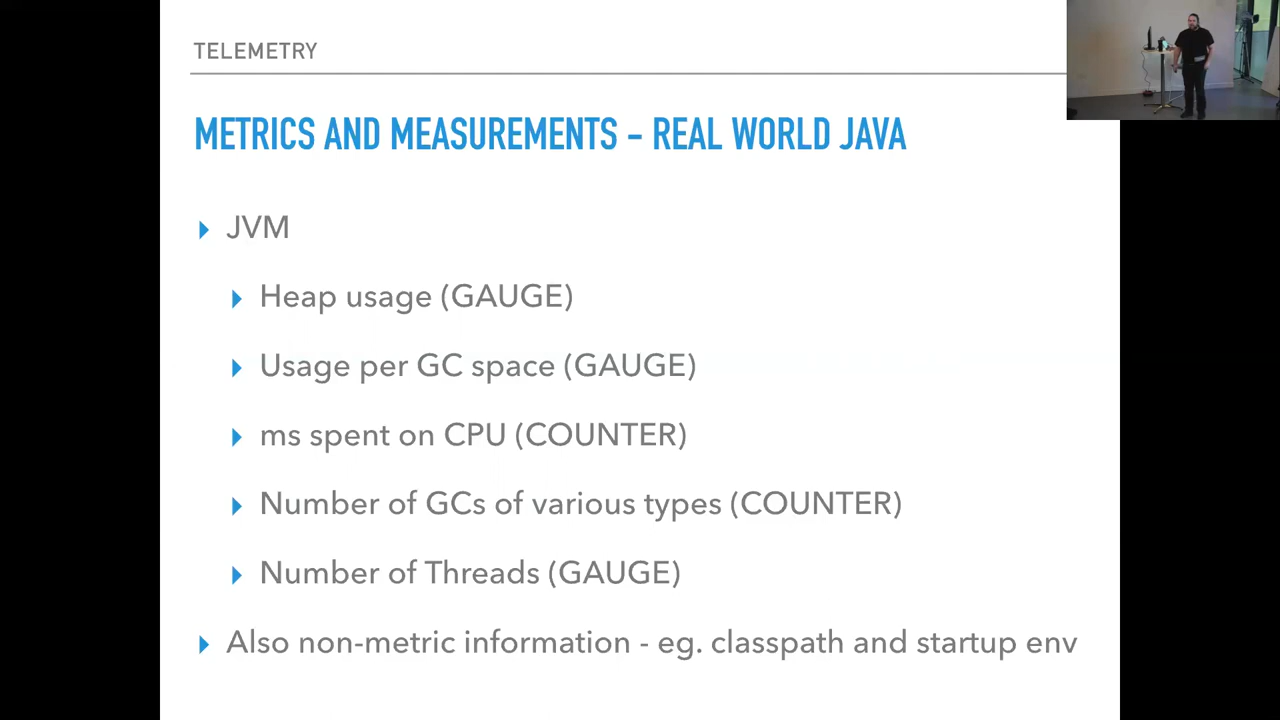 TELEMETRY
METRICS AND MEASUREMENTS - REAL WORLD JAVA
JVM
Heap usage (GAUGE)
Usage per GC space (GAUGE)
ms spent on CPU (COUNTER)
Number of GCs of various types (COUNTER)
Number of Threads (GAUGE)
Also non-metric information - eg. classpath and startup env